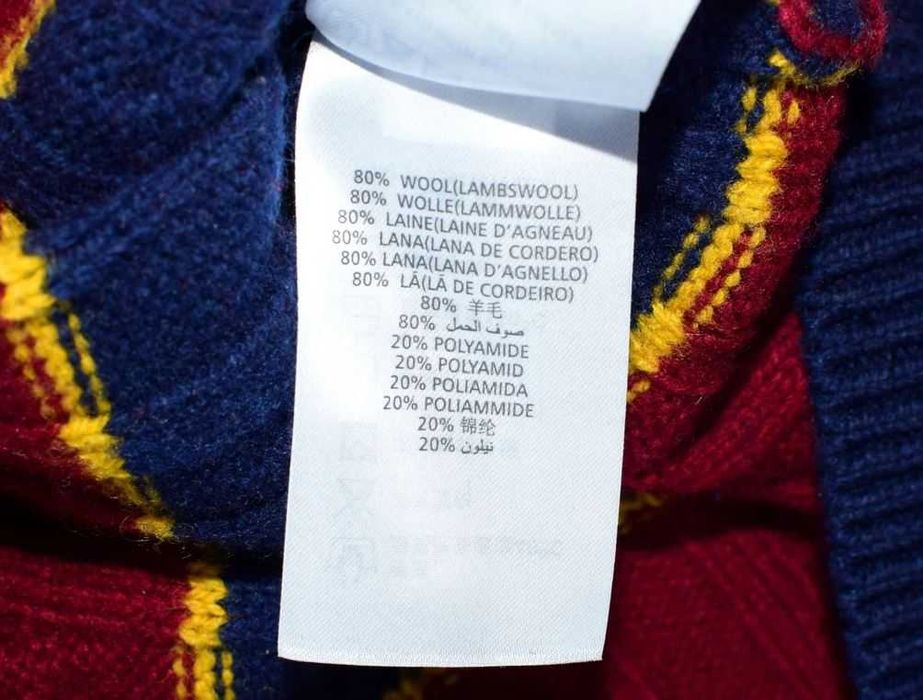 80% WOOL(LAMBSWOOL)
80% WOLLE(LAMMWOLLE)
80% LAINE(LAINE D'AGNEAU)
80% LANA(LANA DE CORDERO)
80% LANA(LANA D'AGNELLO)
80% LÃ(LÃ DE CORDEIRO)
80% 羊毛
80% صوف الحمل
20% POLYAMIDE
20% POLYAMID
20% POLIAMIDA
20% POLIAMMIDE
20% 锦纶
20% نيلون